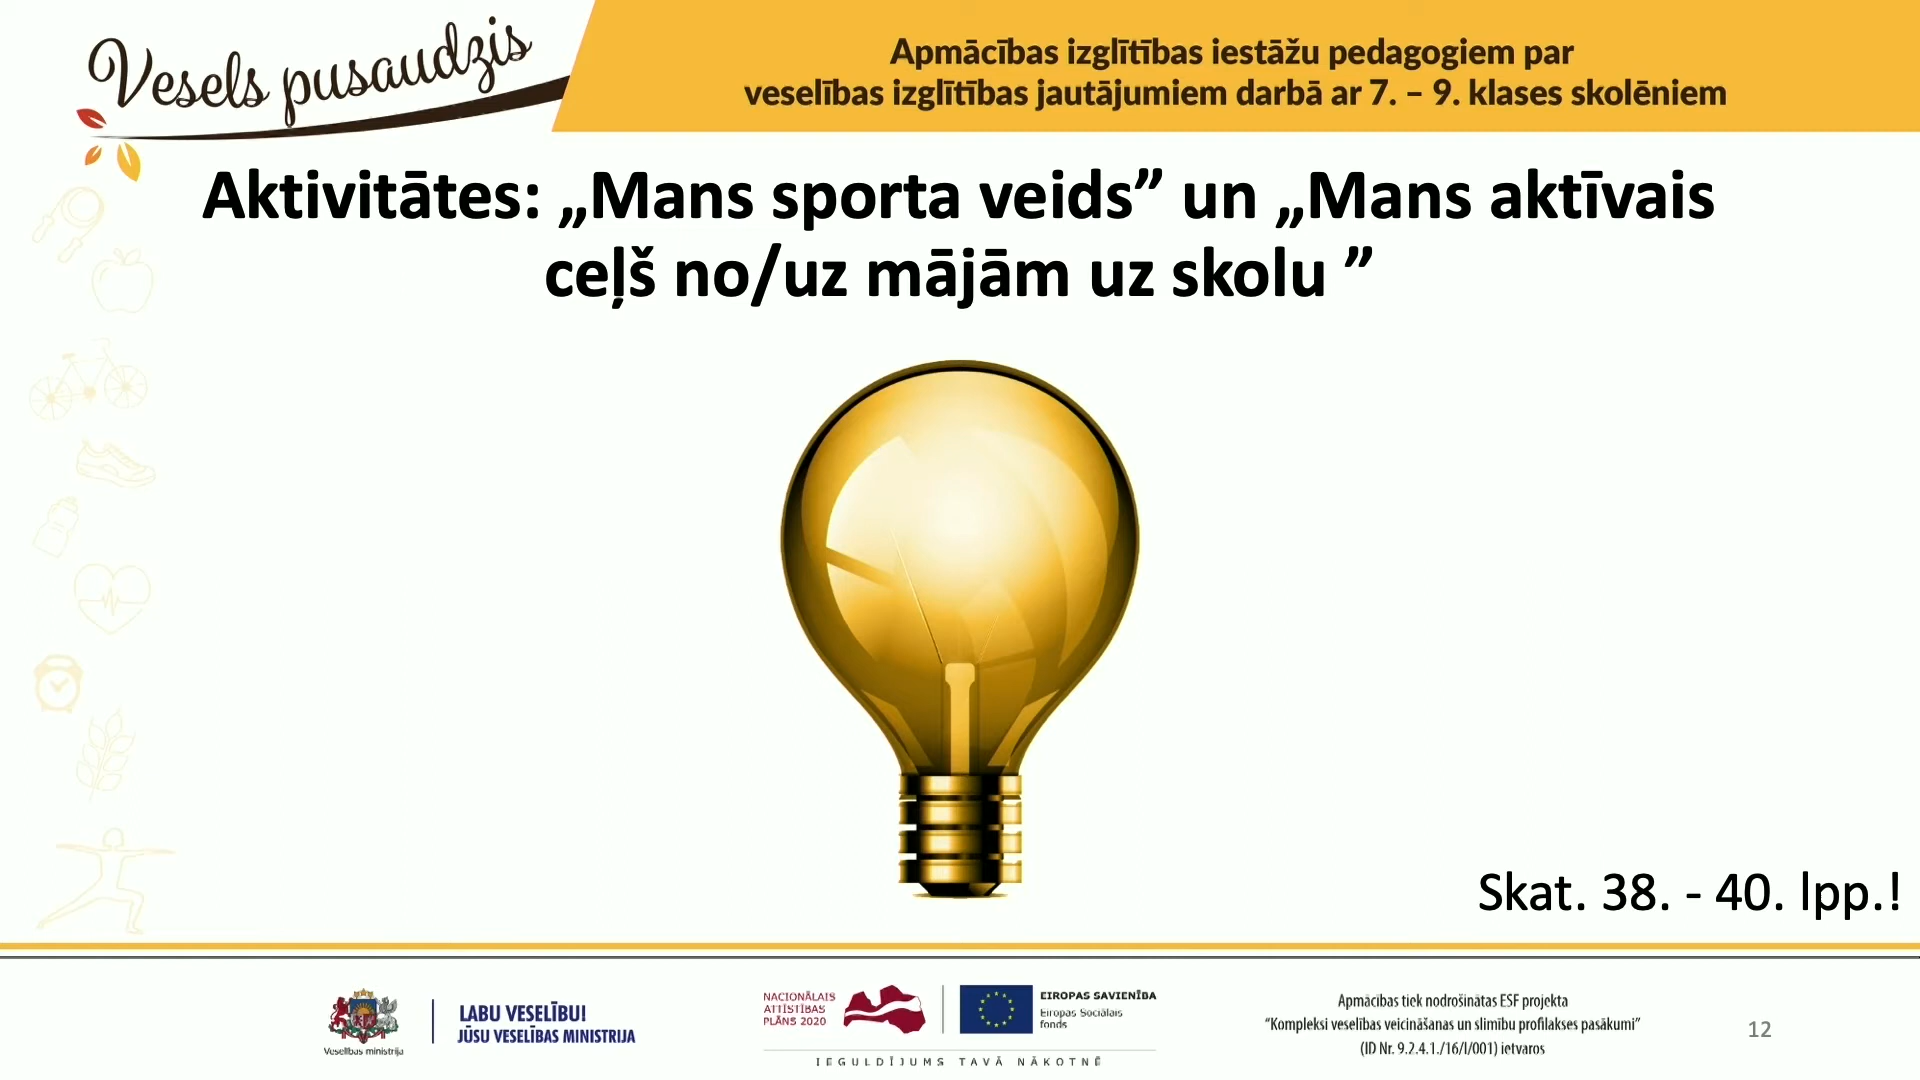 Vesels pusaudzis
Apmācības izglītības iestāžu pedagogiem par
veselības izglītības jautājumiem darbā ar 7. – 9. klases skolēniem
Aktivitātes: „Mans sporta veids” un „Mans aktīvais
ceļš no/uz mājām uz skolu ”
Skat. 38. - 40. lpp.!
Veselības ministrija
LABU VESELĪBU!
JŪSU VESELĪBAS MINISTRIJA
NACIONĀLAIS
ATTĪSTĪBAS
PLĀNS 2020
EIROPAS SAVIENĪBA
Eiropas Sociālais
fonds
IEGULDĪJUMS TAVĀ NĀKOTNĒ
Apmācības tiek nodrošinātas ESF projekta
“Kompleksi veselības veicināšanas un slimību profilakses pasākumi”
(ID Nr. 9.2.4.1./16/I/001) ietvaros
12